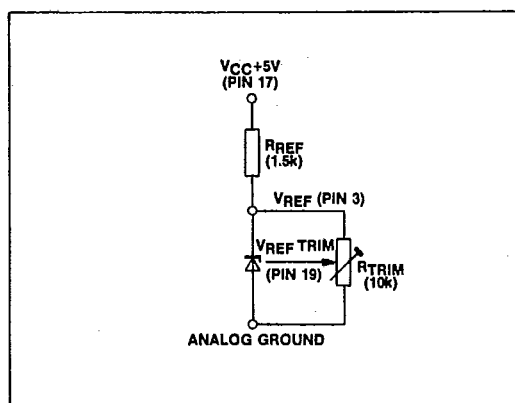 VCC+5V
(PIN 17)
RREF
(1.5k)
VREF (PIN 3)
VREF TRIM
(PIN 19)
RTRIM
(10k)
ANALOG GROUND